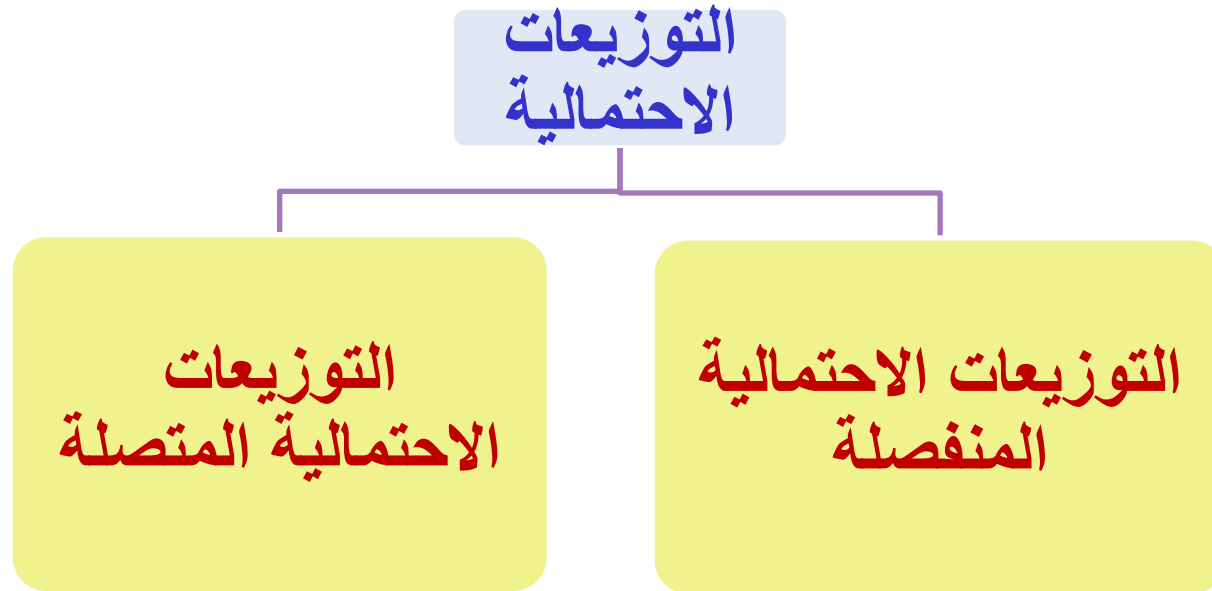 التوزيعات
الاحتمالية
التوزيعات الاحتمالية
المنفصلة
التوزيعات
الاحتمالية المتصلة